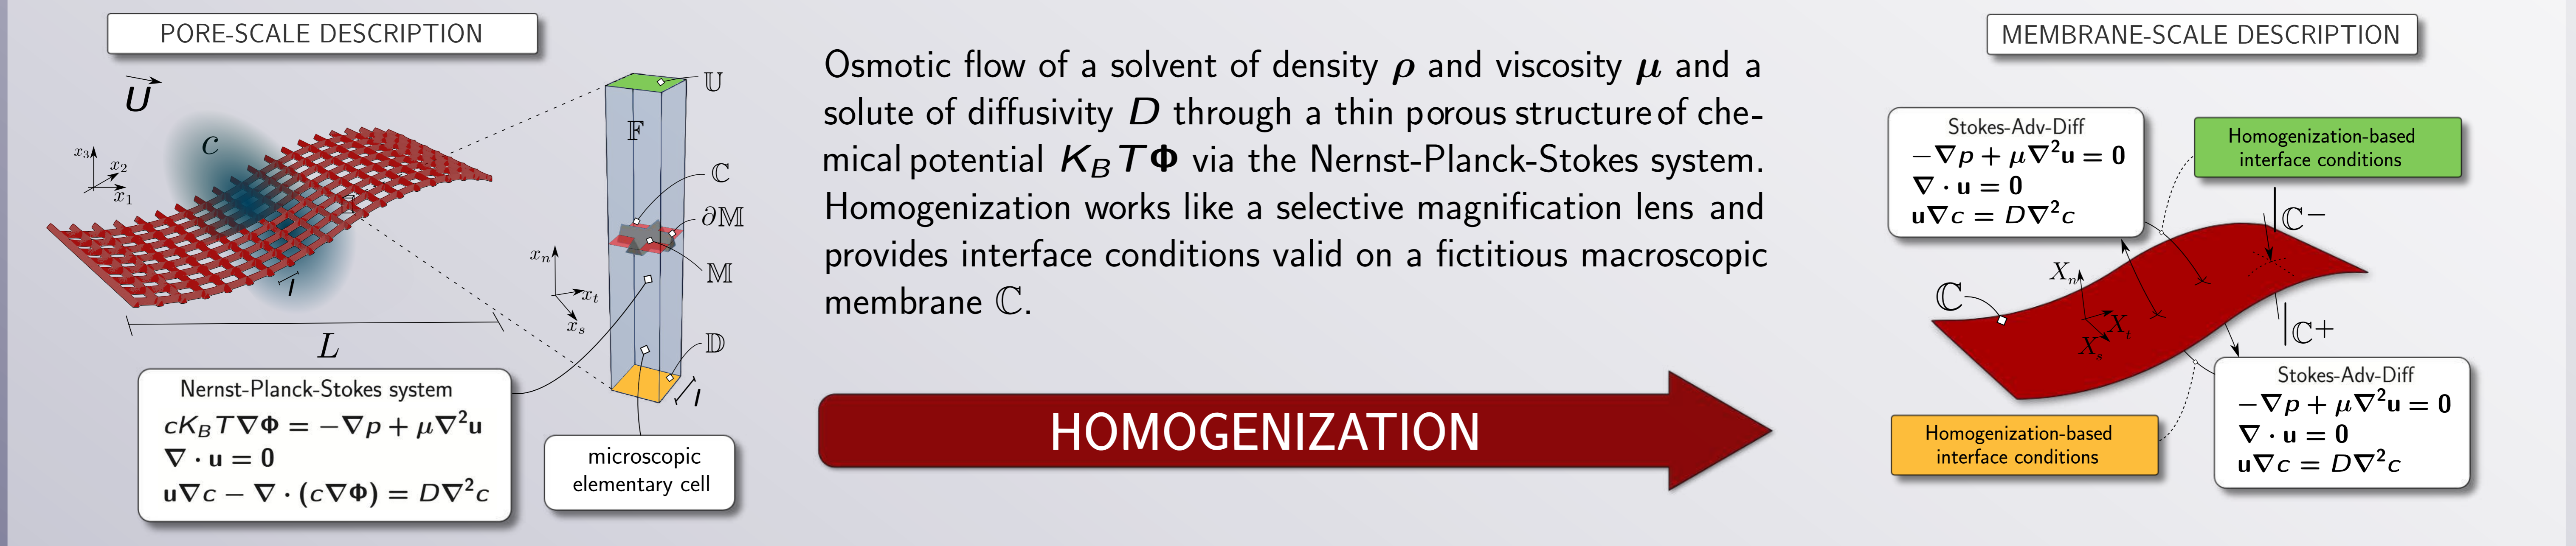 PORE-SCALE DESCRIPTION
U
c
x₃
x₂
x₁
l
L
𝕌
𝔽
ℂ
∂𝕄
𝕄
xₙ
xₜ
xₛ
𝔻
l
Nernst-Planck-Stokes system
cK_BT∇Φ = −∇p + μ∇²u
∇ · u = 0
u∇c − ∇ · (c∇Φ) = D∇²c
microscopic
elementary cell
Osmotic flow of a solvent of density ρ and viscosity μ and a
solute of diffusivity D through a thin porous structure of che-
mical potential K_BTΦ via the Nernst-Planck-Stokes system.
Homogenization works like a selective magnification lens and
provides interface conditions valid on a fictitious macroscopic
membrane ℂ.
HOMOGENIZATION
MEMBRANE-SCALE DESCRIPTION
Stokes-Adv-Diff
−∇p + μ∇²u = 0
∇ · u = 0
u∇c = D∇²c
Homogenization-based
interface conditions
|ℂ⁻
Xₙ
Xₜ
Xₛ
ℂ
|ℂ⁺
Homogenization-based
interface conditions
Stokes-Adv-Diff
−∇p + μ∇²u = 0
∇ · u = 0
u∇c = D∇²c